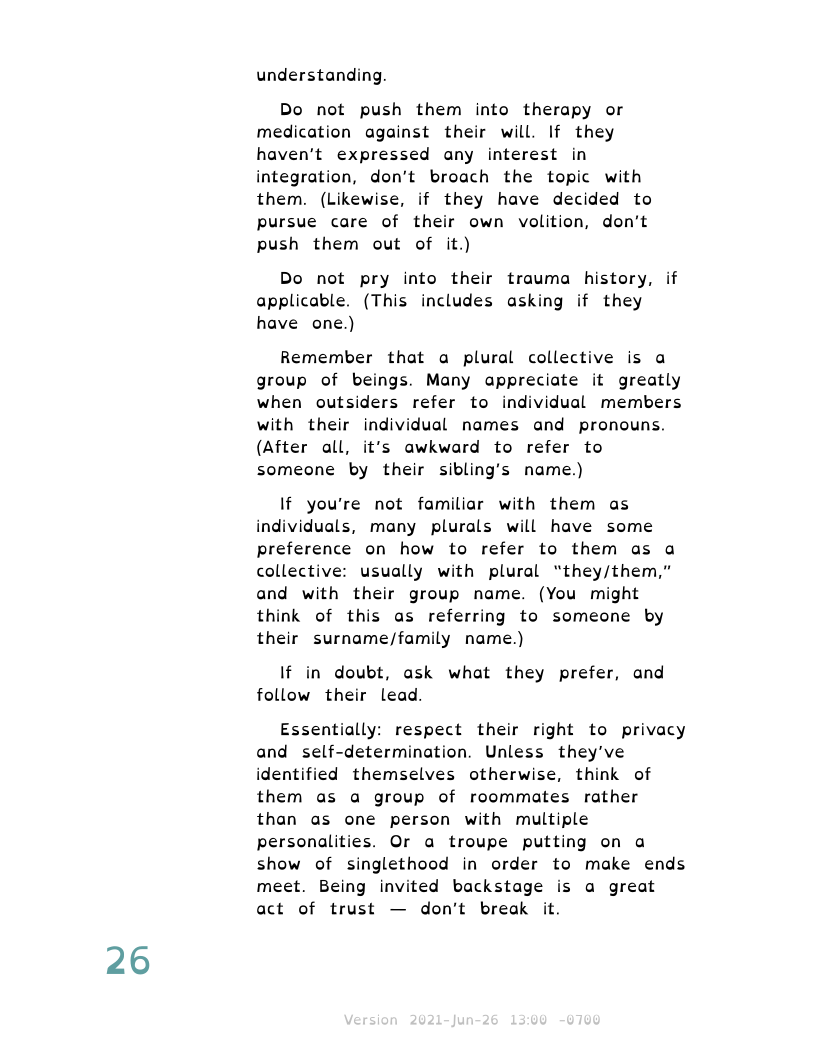 understanding.
Do not push them into therapy or
medication against their will. If they
haven't expressed any interest in
integration, don't broach the topic with
them. (Likewise, if they have decided to
pursue care of their own volition, don't
push them out of it.)
Do not pry into their trauma history, if
applicable. (This includes asking if they
have one.)
Remember that a plural collective is a
group of beings. Many appreciate it greatly
when outsiders refer to individual members
with their individual names and pronouns.
(After all, it's awkward to refer to
someone by their sibling's name.)
If you're not familiar with them as
individuals, many plurals will have some
preference on how to refer to them as a
collective: usually with plural “they/them,”
and with their group name. (You might
think of this as referring to someone by
their surname/family name.)
If in doubt, ask what they prefer, and
follow their lead.
Essentially: respect their right to privacy
and self-determination. Unless they've
identified themselves otherwise, think of
them as a group of roommates rather
than as one person with multiple
personalities. Or a troupe putting on a
show of singlethood in order to make ends
meet. Being invited backstage is a great
act of trust — don't break it.
26
Version 2021-Jun-26 13:00 -0700